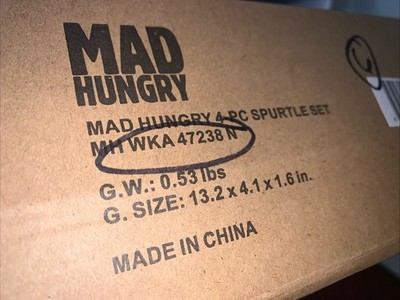 MAD
HUNGRY
MAD HUNGRY 4-PC SPURTLE SET
MH WKA 47238 N
G.W.: 0.53 lbs
G. SIZE: 13.2 x 4.1 x 1.6 in.
MADE IN CHINA